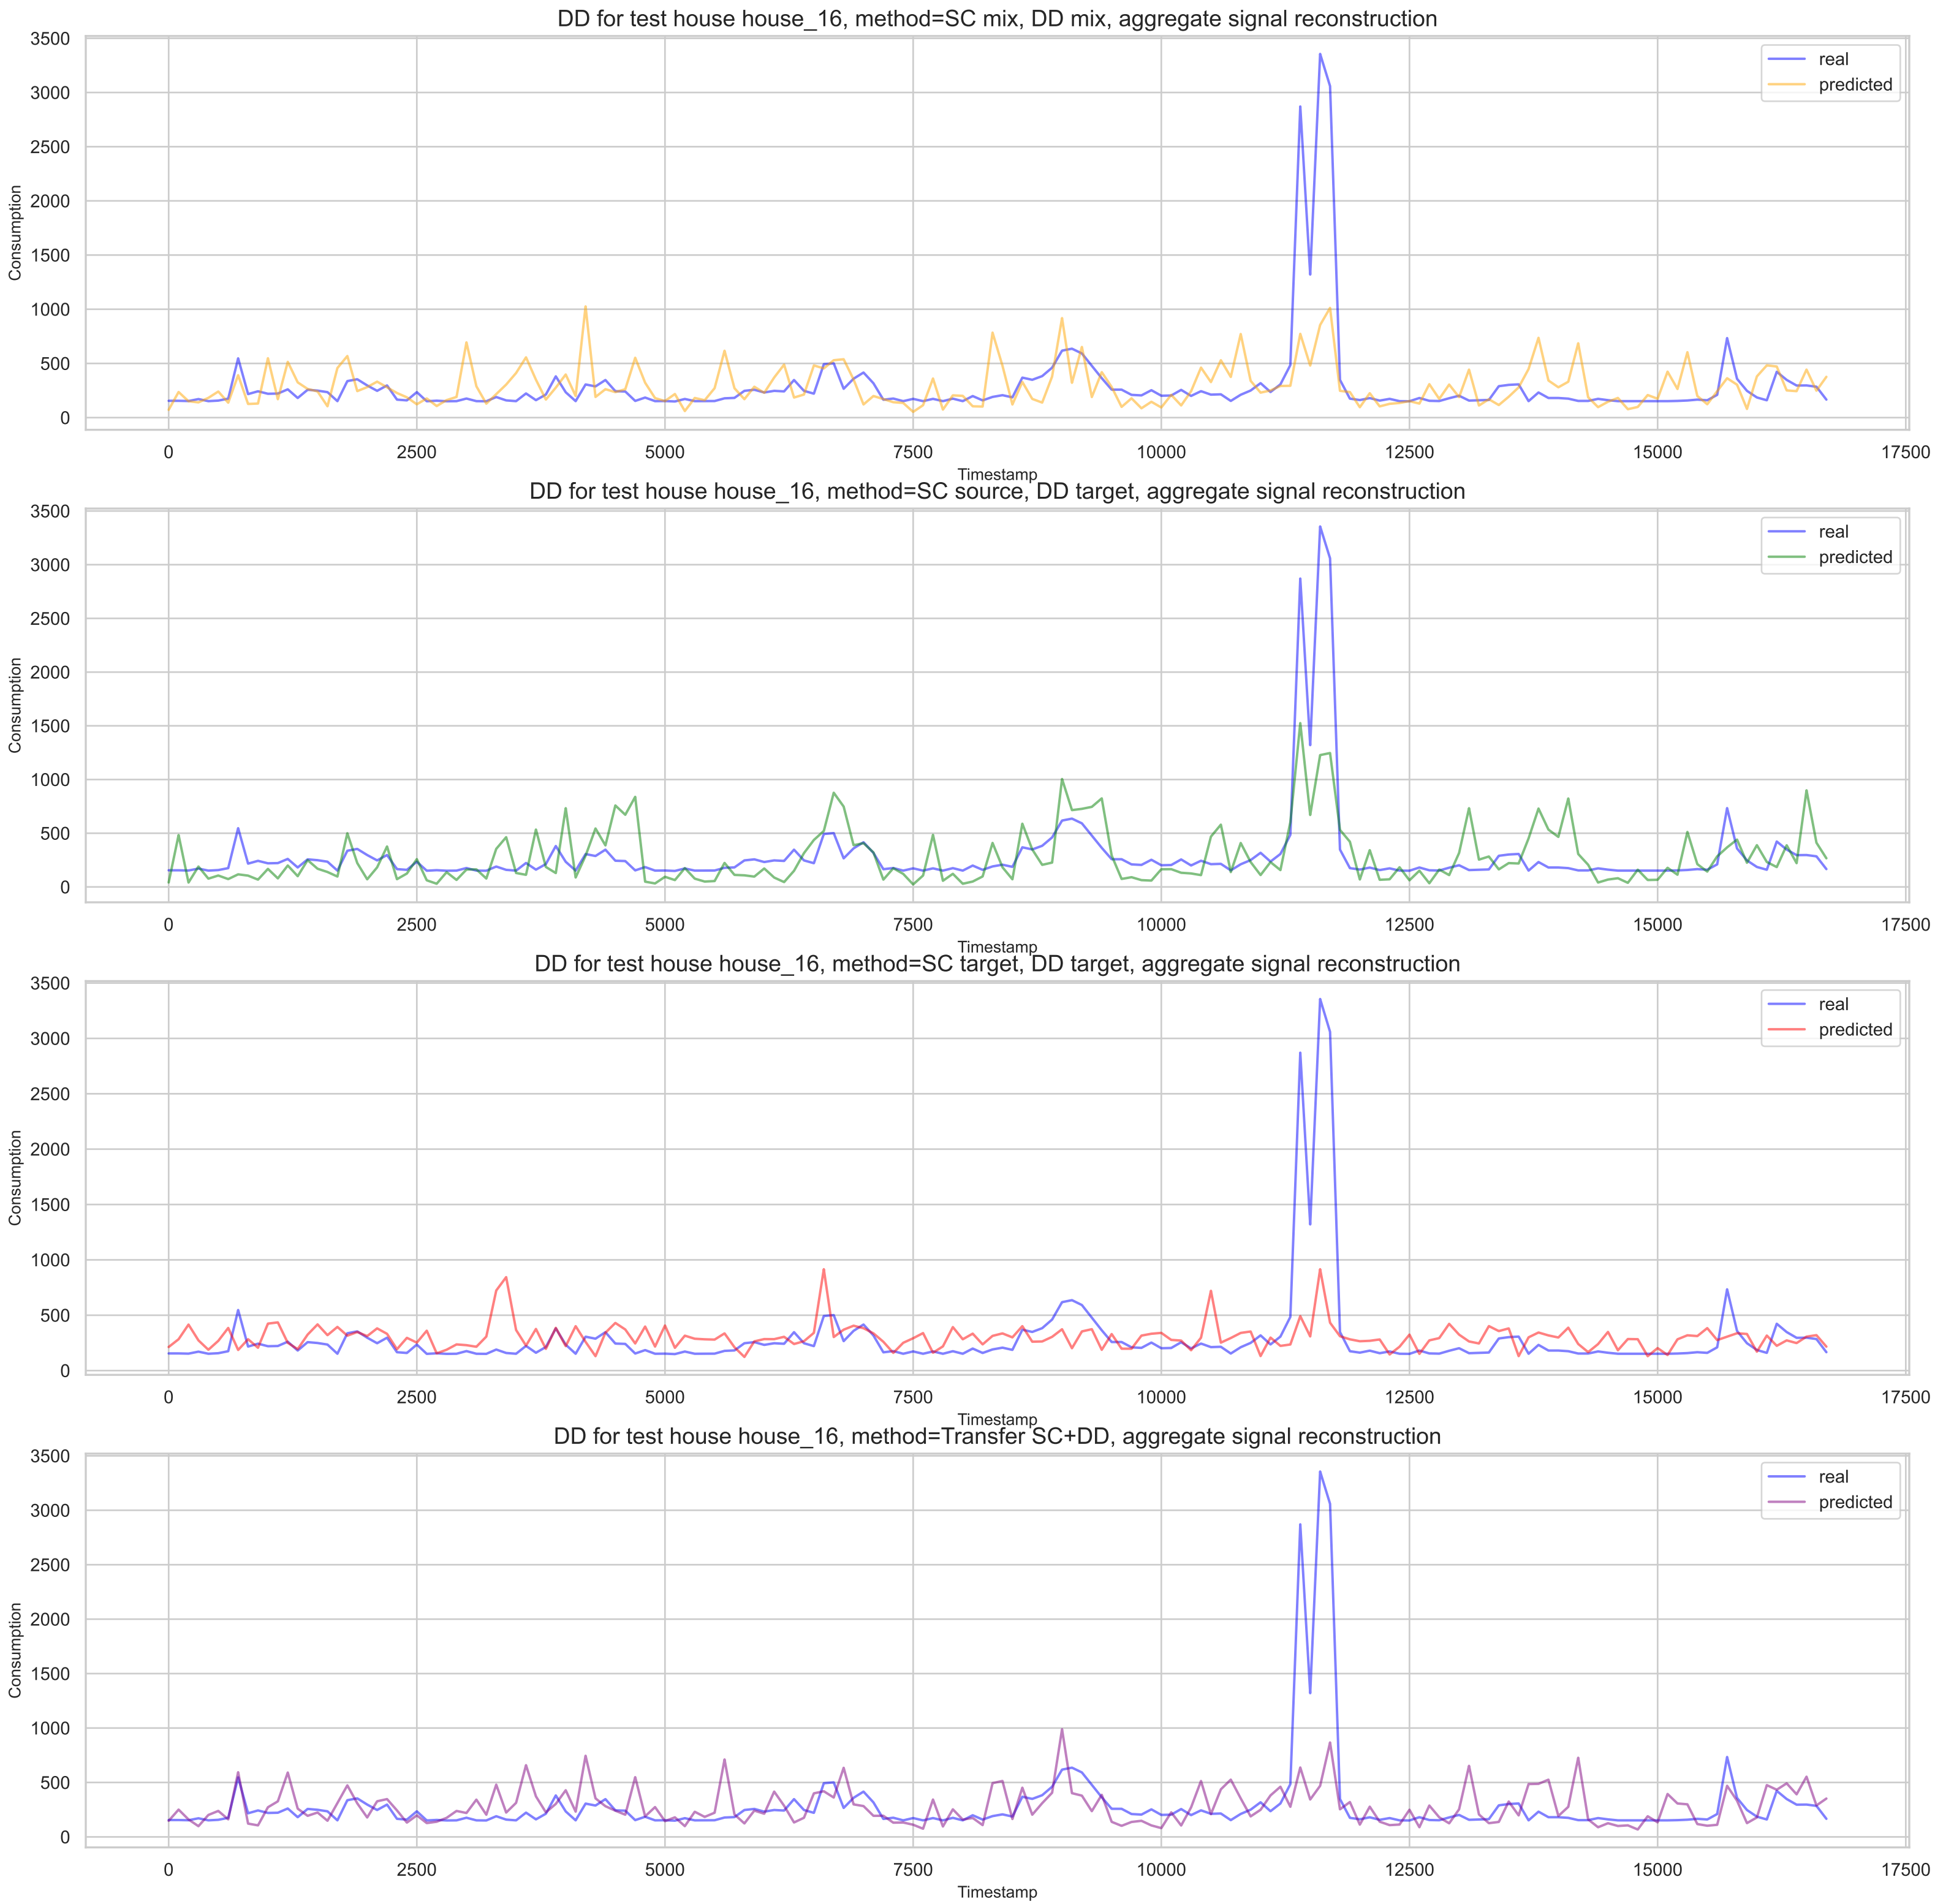 DD for test house house_16, method=SC mix, DD mix, aggregate signal reconstruction
3500
3000
2500
2000
1500
1000
500
0
Consumption
real
predicted
0 2500 5000 7500 10000 12500 15000 17500
Timestamp
DD for test house house_16, method=SC source, DD target, aggregate signal reconstruction
3500
3000
2500
2000
1500
1000
500
0
Consumption
real
predicted
0 2500 5000 7500 10000 12500 15000 17500
Timestamp
DD for test house house_16, method=SC target, DD target, aggregate signal reconstruction
3500
3000
2500
2000
1500
1000
500
0
Consumption
real
predicted
0 2500 5000 7500 10000 12500 15000 17500
Timestamp
DD for test house house_16, method=Transfer SC+DD, aggregate signal reconstruction
3500
3000
2500
2000
1500
1000
500
0
Consumption
real
predicted
0 2500 5000 7500 10000 12500 15000 17500
Timestamp